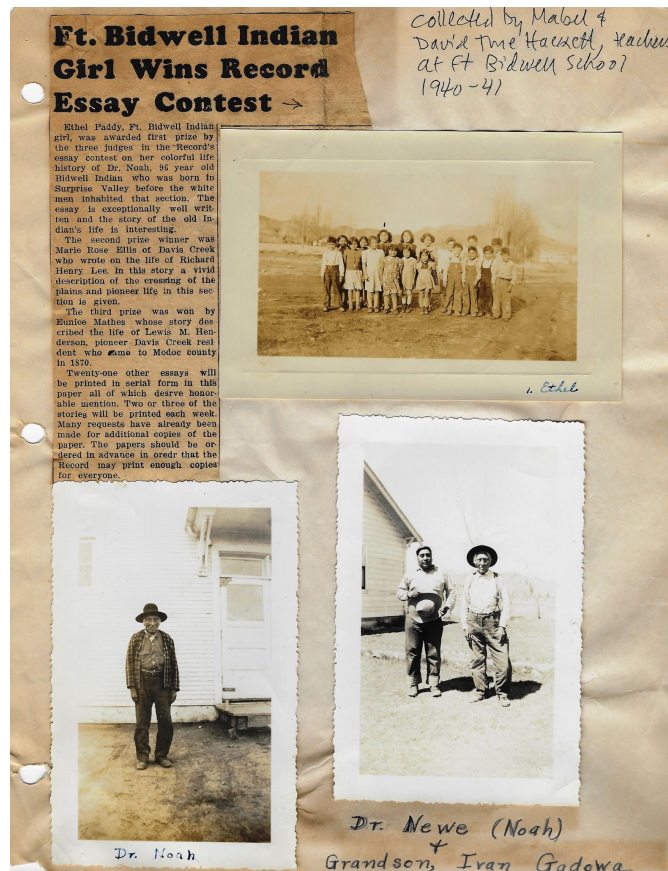 Ft. Bidwell Indian
Girl Wins Record
Essay Contest →
Ethel Paddy, Ft. Bidwell Indian
girl, was awarded first prize by
the three judges in the Record's
essay contest on her colorful life
history of Dr. Noah, 96 year old
Bidwell Indian who was born in
Surprise Valley before the white
men inhabited that section. The
essay is exceptionally well writ-
ten and the story of the old In-
dian's life is interesting.
The second prize winner was
Marie Rose Ellis of Davis Creek
who wrote on the life of Richard
Henry Lee. In this story a vivid
description of the crossing of the
plains and pioneer life in this sec
tion is given.
The third prize was won by
Eunice Mathes whose story des
cribed the life of Lewis M. Hen-
derson, pioneer Davis Creek resi
dent who came to Modoc county
in 1870.
Twenty-one other essays will
be printed in serial form in this
paper all of which desrve honor-
able mention. Two or three of the
stories will be printed each week.
Many requests have already been
made for additional copies of the
paper. The papers should be or-
dered in advance in oredr that the
Record may print enough copies
for everyone.
collected by Mabel &
David Hackett, teachers
at Ft Bidwell School
1940-41
1
1. Ethel
Dr. Noah
Dr. Newe (Noah)
+
Grandson, Ivan Gadowa